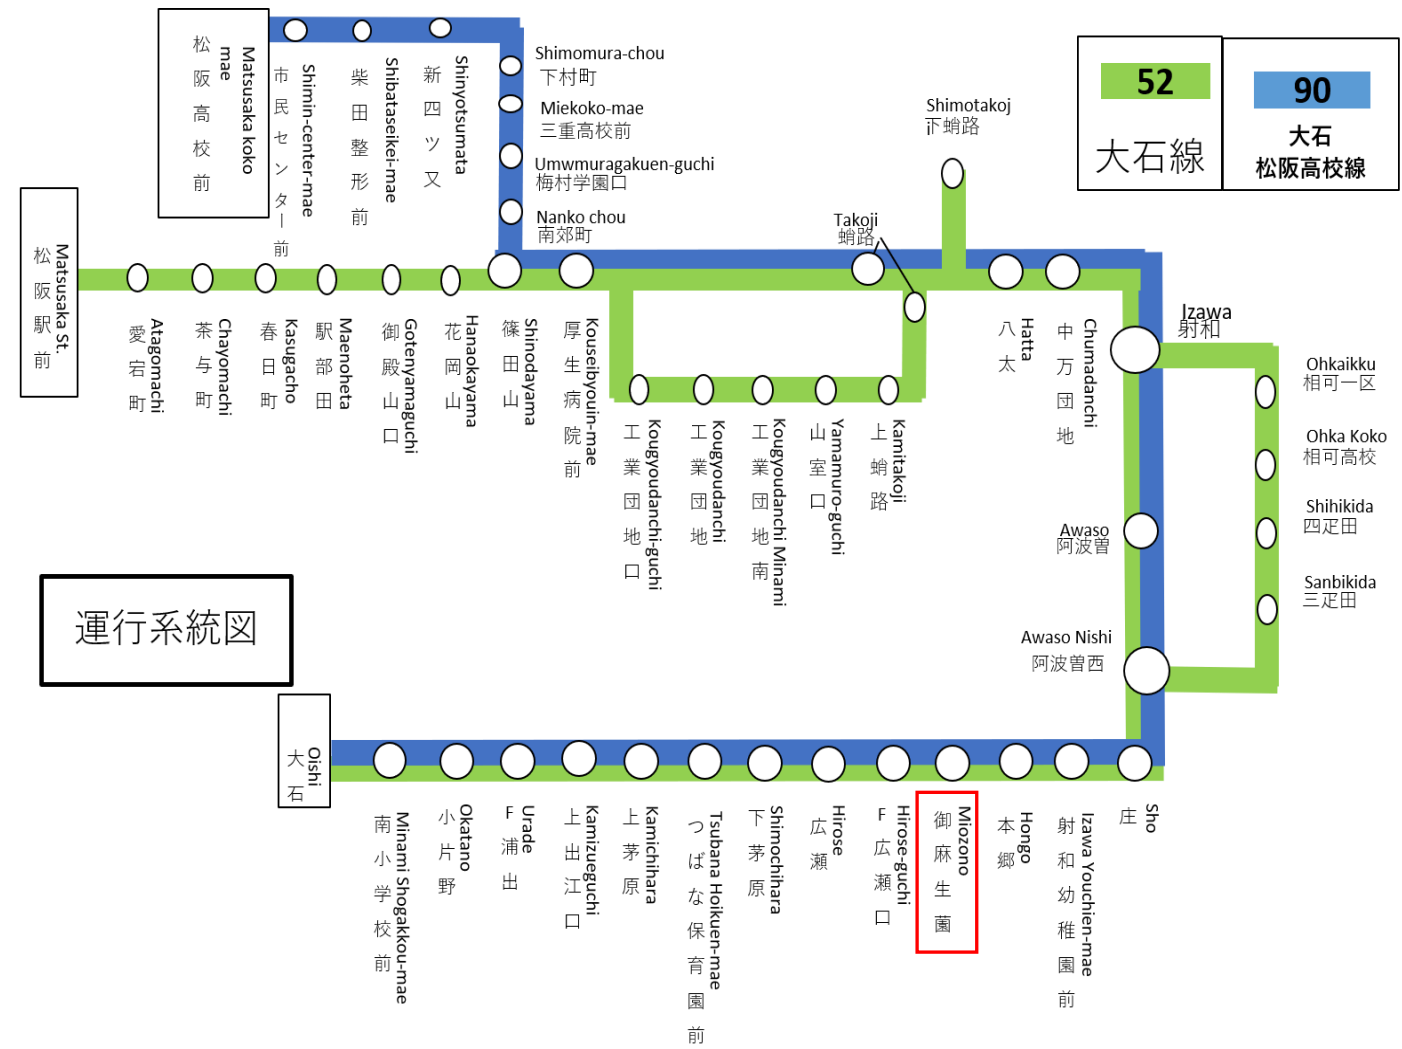 松阪高校前
Matsusaka koko
mae
市民センター前
Shimin-center-mae
柴田整形前
Shibataseikei-mae
新四ツ又
Shinyotsumata
Shimomura-chou
下村町
Miekoko-mae
三重高校前
Umwmuragakuen-guchi
梅村学園口
Nanko chou
南郊町
Shimotakoj
i
下蛸路
Takoji
蛸路
52
大石線
90
大石
松阪高校線
松阪駅前
Matsusaka St.
愛宕町
Atagomachi
茶与町
Chayomachi
春日町
Kasugacho
駅部田
Maenoheta
御殿山口
Gotenyamaguchi
花岡山
Hanaokayama
篠田山
Shinodayama
厚生病院前
Kouseibyouin-mae
工業団地口
Kougyoudanchi-guchi
工業団地
Kougyoudanchi
工業団地南
Kougyoudanchi Minami
山室口
Yamamuro-guchi
上蛸路
Kamitakoji
八太
Hatta
中万団地
Chumadanchi
Izawa
射和
Ohkaikku
相可一区
Ohka Koko
相可高校
Shihikida
四疋田
Sanbikida
三疋田
Awaso
阿波曽
Awaso Nishi
阿波曽西
運行系統図
大石
Oishi
南小学校前
Minami Shogakkou-mae
小片野
Okatano
F浦出
Urade
上出江口
Kamizueguchi
上茅原
Kamichihara
つばな保育園前
Tsubana Hoikuen-mae
下茅原
Shimochihara
広瀬
Hirose
F広瀬口
Hirose-guchi
御麻生薗
Miozono
本郷
Hongo
射和幼稚園前
Izawa Youchien-mae
庄
Sho